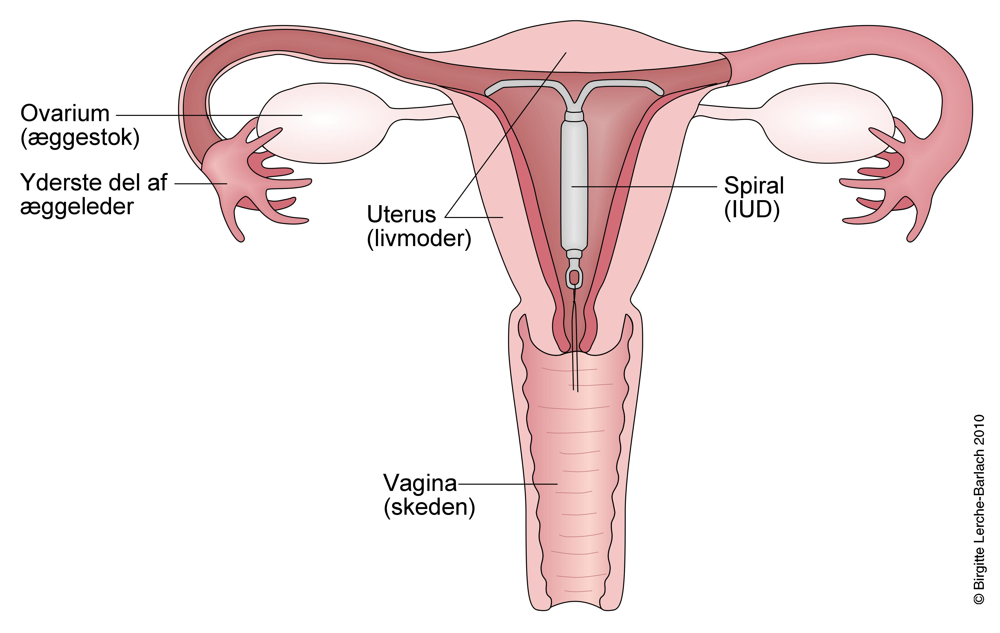 Ovarium
(æggestok)
Yderste del af
æggeleder
Uterus
(livmoder)
Spiral
(IUD)
Vagina
(skeden)
© Birgitte Lerche-Barlach 2010